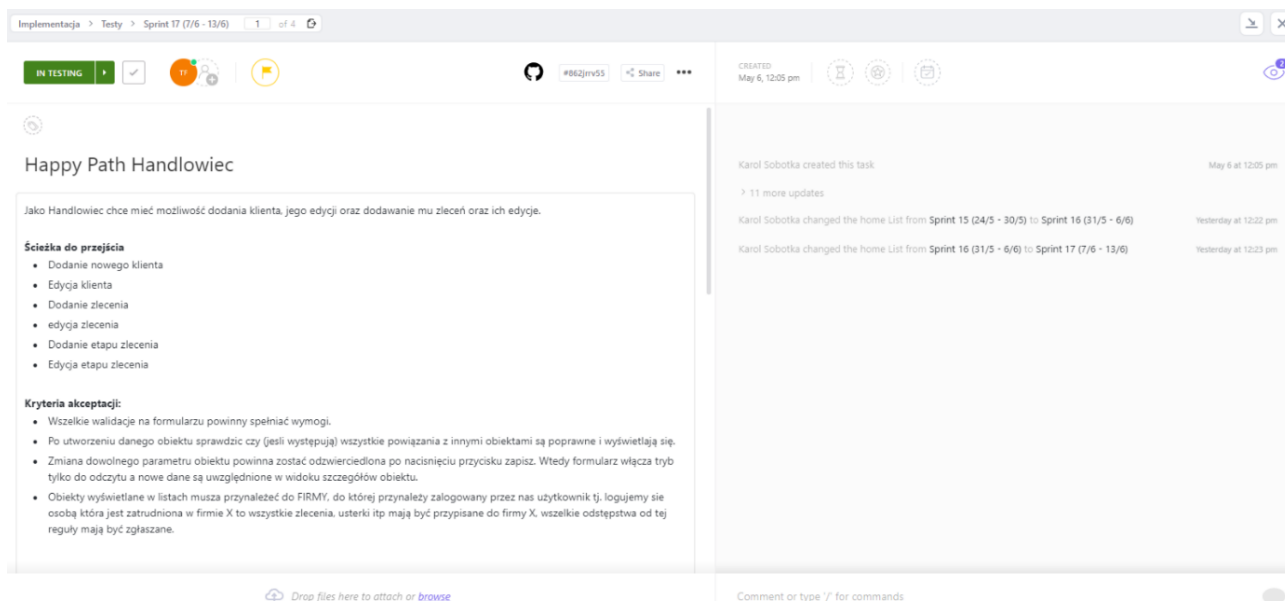 Implementacja > Testy > Sprint 17 (7/6 - 13/6) 1 of 4
IN TESTING
TF
#862jrrv55
Share
CREATED
May 6, 12:05 pm
2
Happy Path Handlowiec
Jako Handlowiec chce mieć możliwość dodania klienta, jego edycji oraz dodawanie mu zleceń oraz ich edycje.
Ścieżka do przejścia
• Dodanie nowego klienta
• Edycja klienta
• Dodanie zlecenia
• edycja zlecenia
• Dodanie etapu zlecenia
• Edycja etapu zlecenia
Kryteria akceptacji:
• Wszelkie walidacje na formularzu powinny spełniać wymogi.
• Po utworzeniu danego obiektu sprawdzic czy (jesli występują) wszystkie powiązania z innymi obiektami są poprawne i wyświetlają się.
• Zmiana dowolnego parametru obiektu powinna zostać odzwierciedlona po naciśnięciu przycisku zapisz. Wtedy formularz włącza tryb
tylko do odczytu a nowe dane są uwzględnione w widoku szczegółów obiektu.
• Obiekty wyświetlane w listach musza przynależeć do FIRMY, do której przynależy zalogowany przez nas użytkownik tj. logujemy sie
osobą która jest zatrudniona w firmie X to wszystkie zlecenia, usterki itp mają być przypisane do firmy X, wszelkie odstępstwa od tej
reguły mają być zgłaszane.
Drop files here to attach or browse
Karol Sobotka created this task May 6 at 12:05 pm
> 11 more updates
Karol Sobotka changed the home List from Sprint 15 (24/5 - 30/5) to Sprint 16 (31/5 - 6/6) Yesterday at 12:22 pm
Karol Sobotka changed the home List from Sprint 16 (31/5 - 6/6) to Sprint 17 (7/6 - 13/6) Yesterday at 12:23 pm
Comment or type '/' for commands